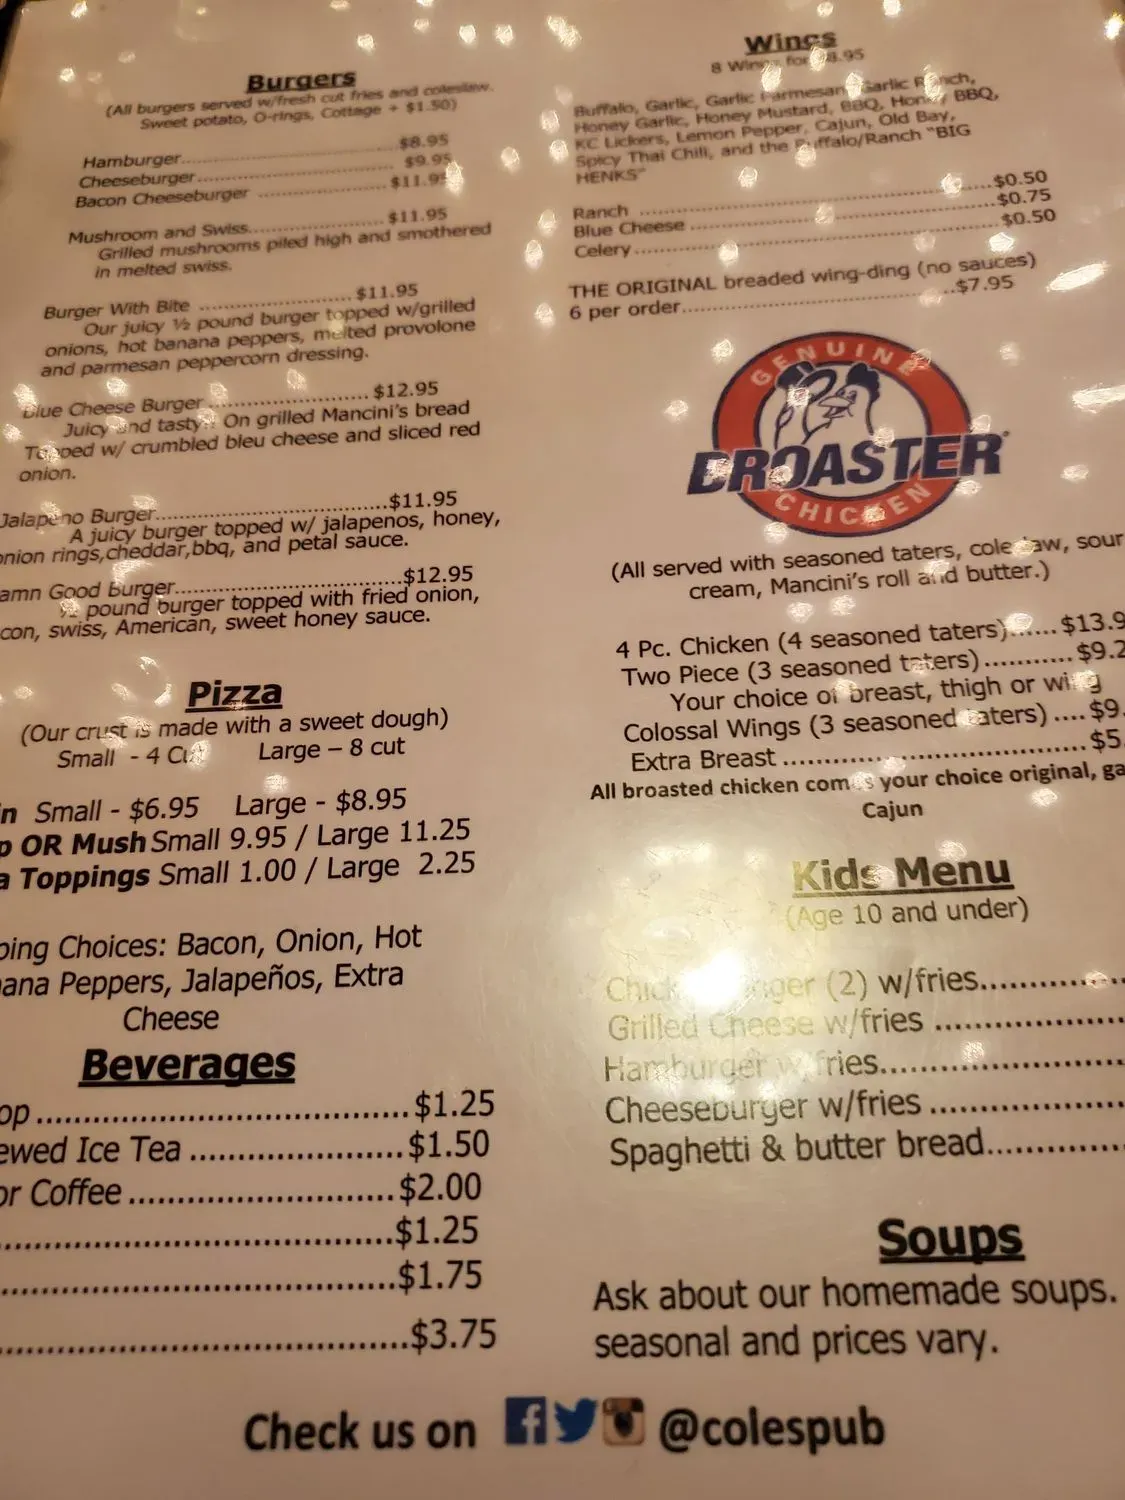 Burgers
(All burgers served w/fresh cut fries and coleslaw.
Sweet potato, O-rings, Cottage + $1.50)
Hamburger.......................................$8.95
Cheeseburger....................................$9.95
Bacon Cheeseburger ......................$11.95
Mushroom and Swiss.......................$11.95
Grilled mushrooms piled high and smothered
in melted swiss.
Burger With Bite .........................$11.95
Our juicy ½ pound burger topped w/grilled
onions, hot banana peppers, melted provolone
and parmesan peppercorn dressing.
Blue Cheese Burger ..........................$12.95
Juicy and tasty!! On grilled Mancini's bread
Topped w/ crumbled bleu cheese and sliced red
onion.
Jalapeno Burger......................................$11.95
A juicy burger topped w/ jalapenos, honey,
onion rings,cheddar,bbq, and petal sauce.
Good Burger.....................................$12.95
½ pound burger topped with fried onion,
swiss, American, sweet honey sauce.
Pizza
(Our crust is made with a sweet dough)
Small - 4 Cut Large – 8 cut
Small - $6.95 Large - $8.95
OR Mush Small 9.95 / Large 11.25
Toppings Small 1.00 / Large 2.25
Choices: Bacon, Onion, Hot
Peppers, Jalapeños, Extra
Cheese
Beverages
.....................................$1.25
Ice Tea .....................$1.50
or Coffee..........................$2.00
.......................................$1.25
.......................................$1.75
........................................$3.75
Wings
8 Wings for
Buffalo, Garlic, Garlic Parmesan, Garlic Ranch,
Honey Garlic, Honey Mustard, BBQ, Honey BBQ,
KC Lickers, Lemon Pepper, Cajun, Old Bay,
Spicy Thai Chili, and the Buffalo/Ranch "BIG
HENKS"
Ranch ...............................................$0.50
Blue Cheese ........................................$0.75
Celery................................................$0.50
THE ORIGINAL breaded wing-ding (no sauces)
6 per order.......................................$7.95
GENUINE
BROASTER
CHICKEN
(All served with seasoned taters, coleslaw, sour
cream, Mancini's roll and butter.)
4 Pc. Chicken (4 seasoned taters)......$13.9
Two Piece (3 seasoned taters)...........$9.2
Your choice of breast, thigh or wing
Colossal Wings (3 seasoned taters) ....$9.
Extra Breast ....................................$5.
All broasted chicken comes your choice original,
Cajun
Kids Menu
(Age 10 and under)
Chicken Finger (2) w/fries..............
Grilled Cheese w/fries ...................
Hamburger w/fries.........................
Cheeseburger w/fries ....................
Spaghetti & butter bread..............
Soups
Ask about our homemade soups.
seasonal and prices vary.
Check us on @colespub